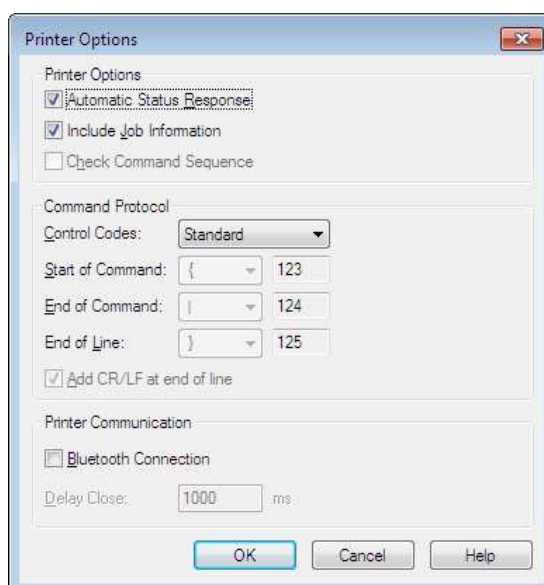 Printer Options
Printer Options
Automatic Status Response
Include Job Information
Check Command Sequence
Command Protocol
Control Codes: Standard
Start of Command: { 123
End of Command: | 124
End of Line: } 125
Add CR/LF at end of line
Printer Communication
Bluetooth Connection
Delay Close: 1000 ms
OK Cancel Help